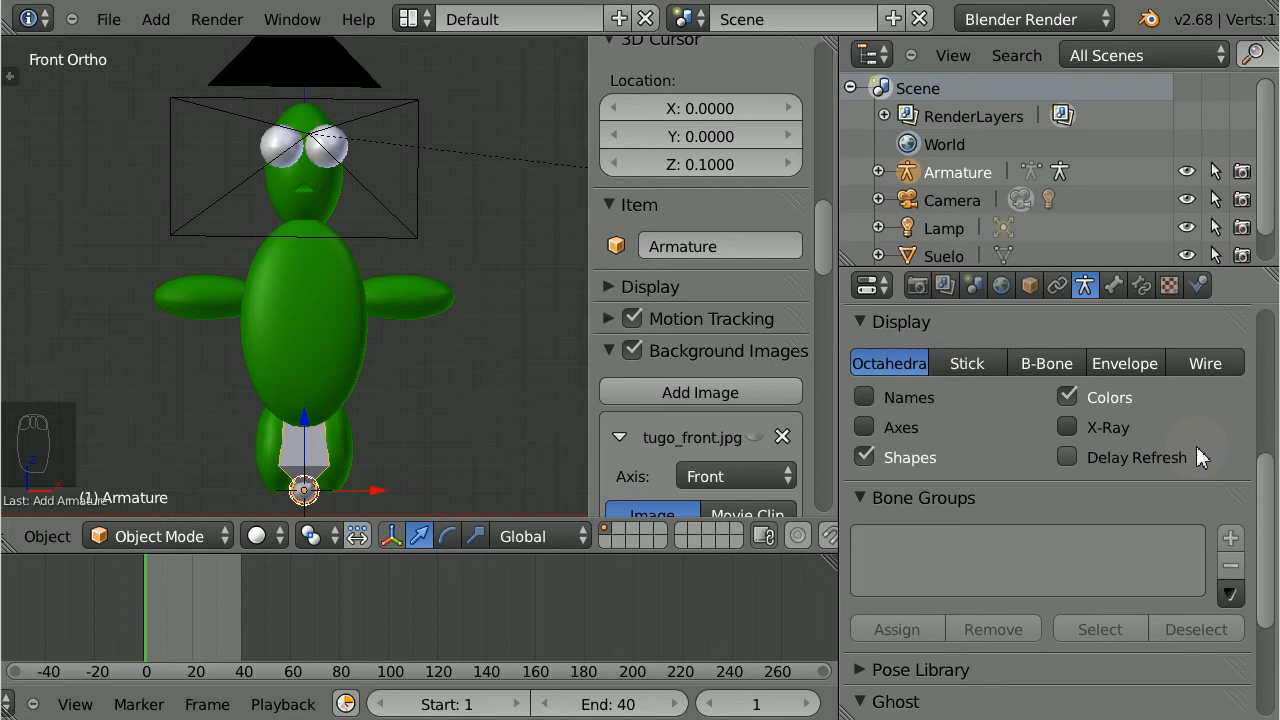 File Add Render Window Help
Default
Scene
Blender Render
v2.68 | Verts:1
Front Ortho
Z
X
Last: Add Armature
(1) Armature
3D Cursor
Location:
X: 0.0000
Y: 0.0000
Z: 0.1000
Item
Armature
Display
Motion Tracking
Background Images
Add Image
tugo_front.jpg
Axis: Front
Image Movie Clip
Object Object Mode Global
-40 -20 0 20 40 60 80 100 120 140 160 180 200 220 240 260
View Marker Frame Playback Start: 1 End: 40 1
View Search All Scenes
Scene
RenderLayers
World
Armature
Camera
Lamp
Suelo
Display
Octahedra Stick B-Bone Envelope Wire
Names Colors
Axes X-Ray
Shapes Delay Refresh
Bone Groups
Assign Remove Select Deselect
Pose Library
Ghost